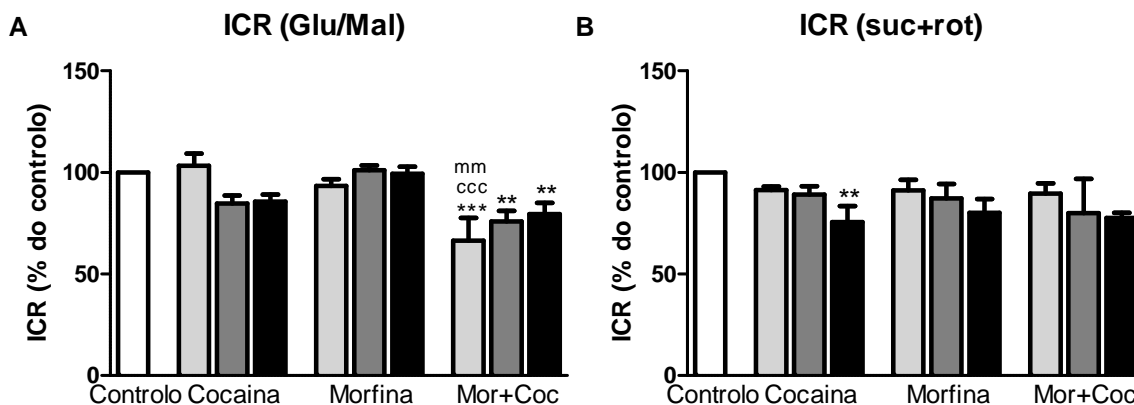 A
ICR (Glu/Mal)
ICR (% do controlo)
150
100
50
0
mm
ccc
***
**
**
Controlo Cocaina Morfina Mor+Coc
B
ICR (suc+rot)
ICR (% do controlo)
150
100
50
0
**
Controlo Cocaina Morfina Mor+Coc